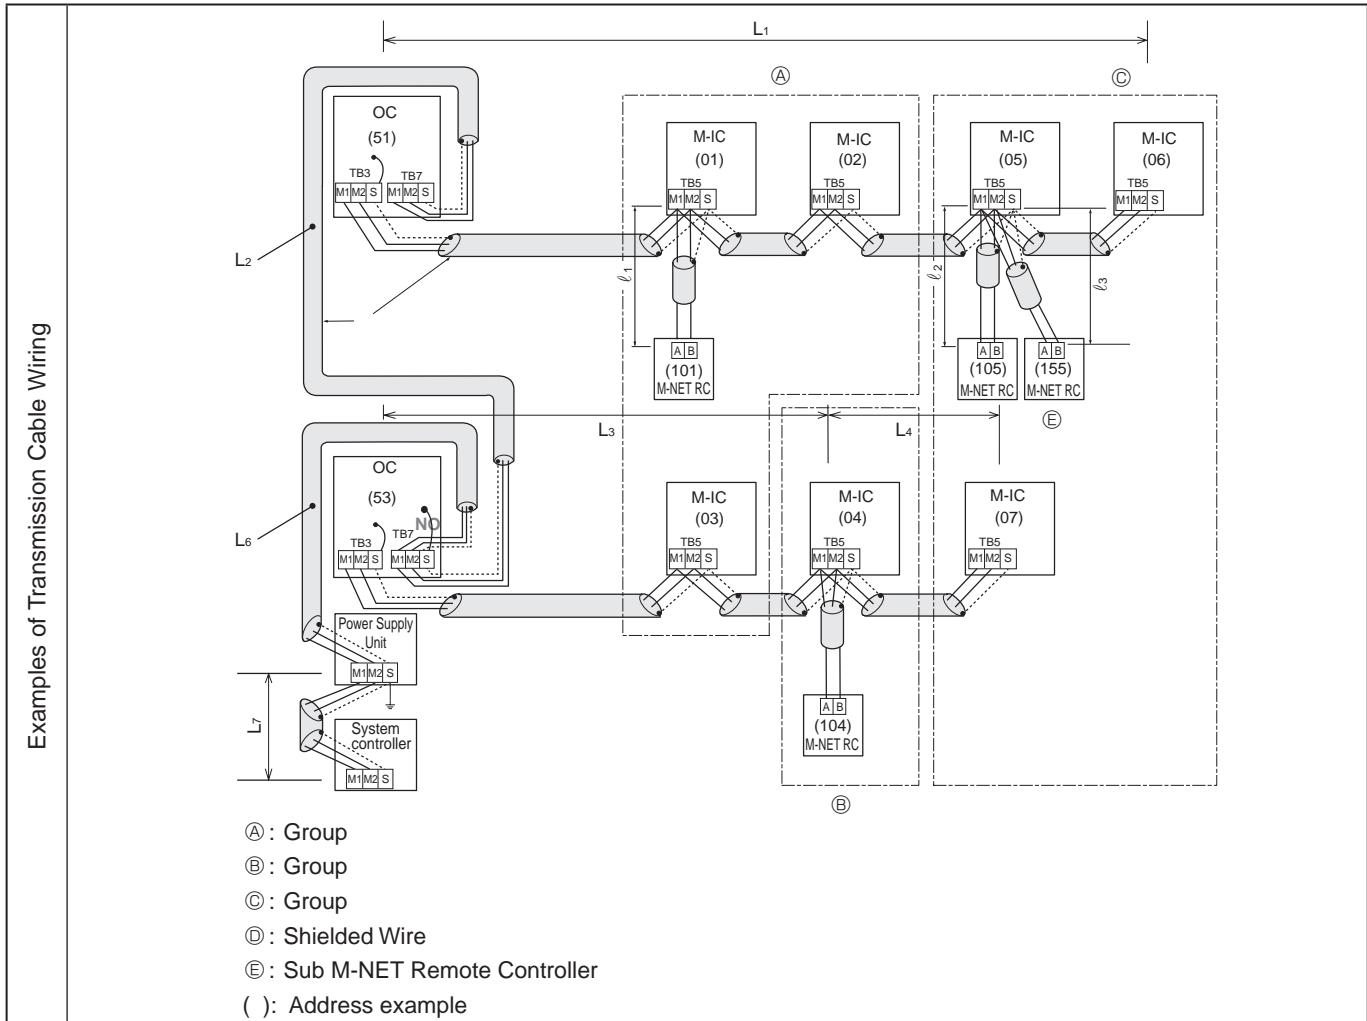 Examples of Transmission Cable Wiring
L1
Ⓐ
Ⓒ
OC
(51)
TB3
TB7
M1 M2 S
M1 M2 S
M-IC
(01)
TB5
M1 M2 S
M-IC
(02)
TB5
M1 M2 S
M-IC
(05)
TB5
M1 M2 S
M-IC
(06)
TB5
M1 M2 S
L2
ℓ1
ℓ2
ℓ3
A B
(101)
M-NET RC
A B
(105)
M-NET RC
A B
(155)
M-NET RC
Ⓔ
L3
L4
OC
(53)
NO
TB3
TB7
M1 M2 S
M1 M2 S
M-IC
(03)
TB5
M1 M2 S
M-IC
(04)
TB5
M1 M2 S
M-IC
(07)
TB5
M1 M2 S
L6
Power Supply
Unit
M1 M2 S
L7
System
controller
M1 M2 S
A B
(104)
M-NET RC
Ⓑ
Ⓐ: Group
Ⓑ: Group
Ⓒ: Group
Ⓓ: Shielded Wire
Ⓔ: Sub M-NET Remote Controller
( ): Address example